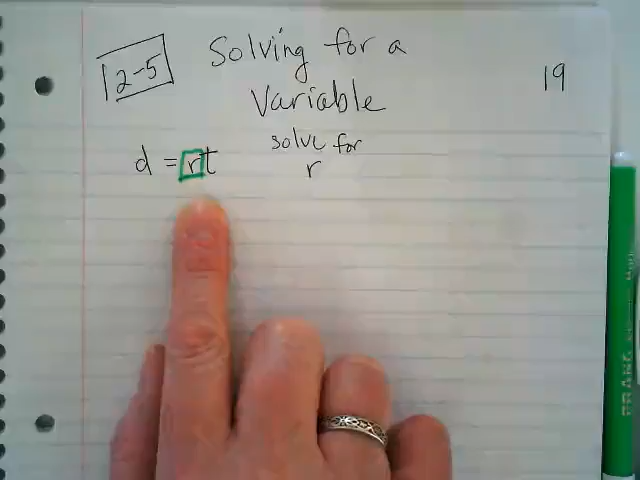 2-5
Solving for a
Variable
19
solve for
r
d = rt